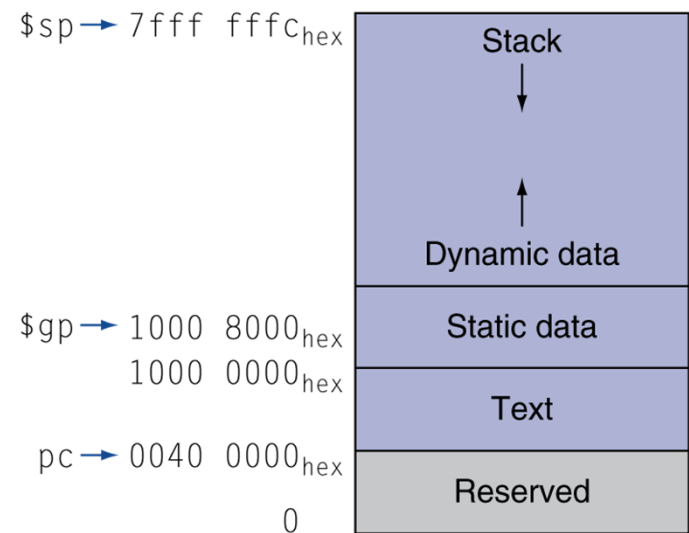 $sp → 7fff fffc hex
Stack
Dynamic data
$gp → 1000 8000 hex
Static data
1000 0000 hex
Text
pc → 0040 0000 hex
Reserved
0